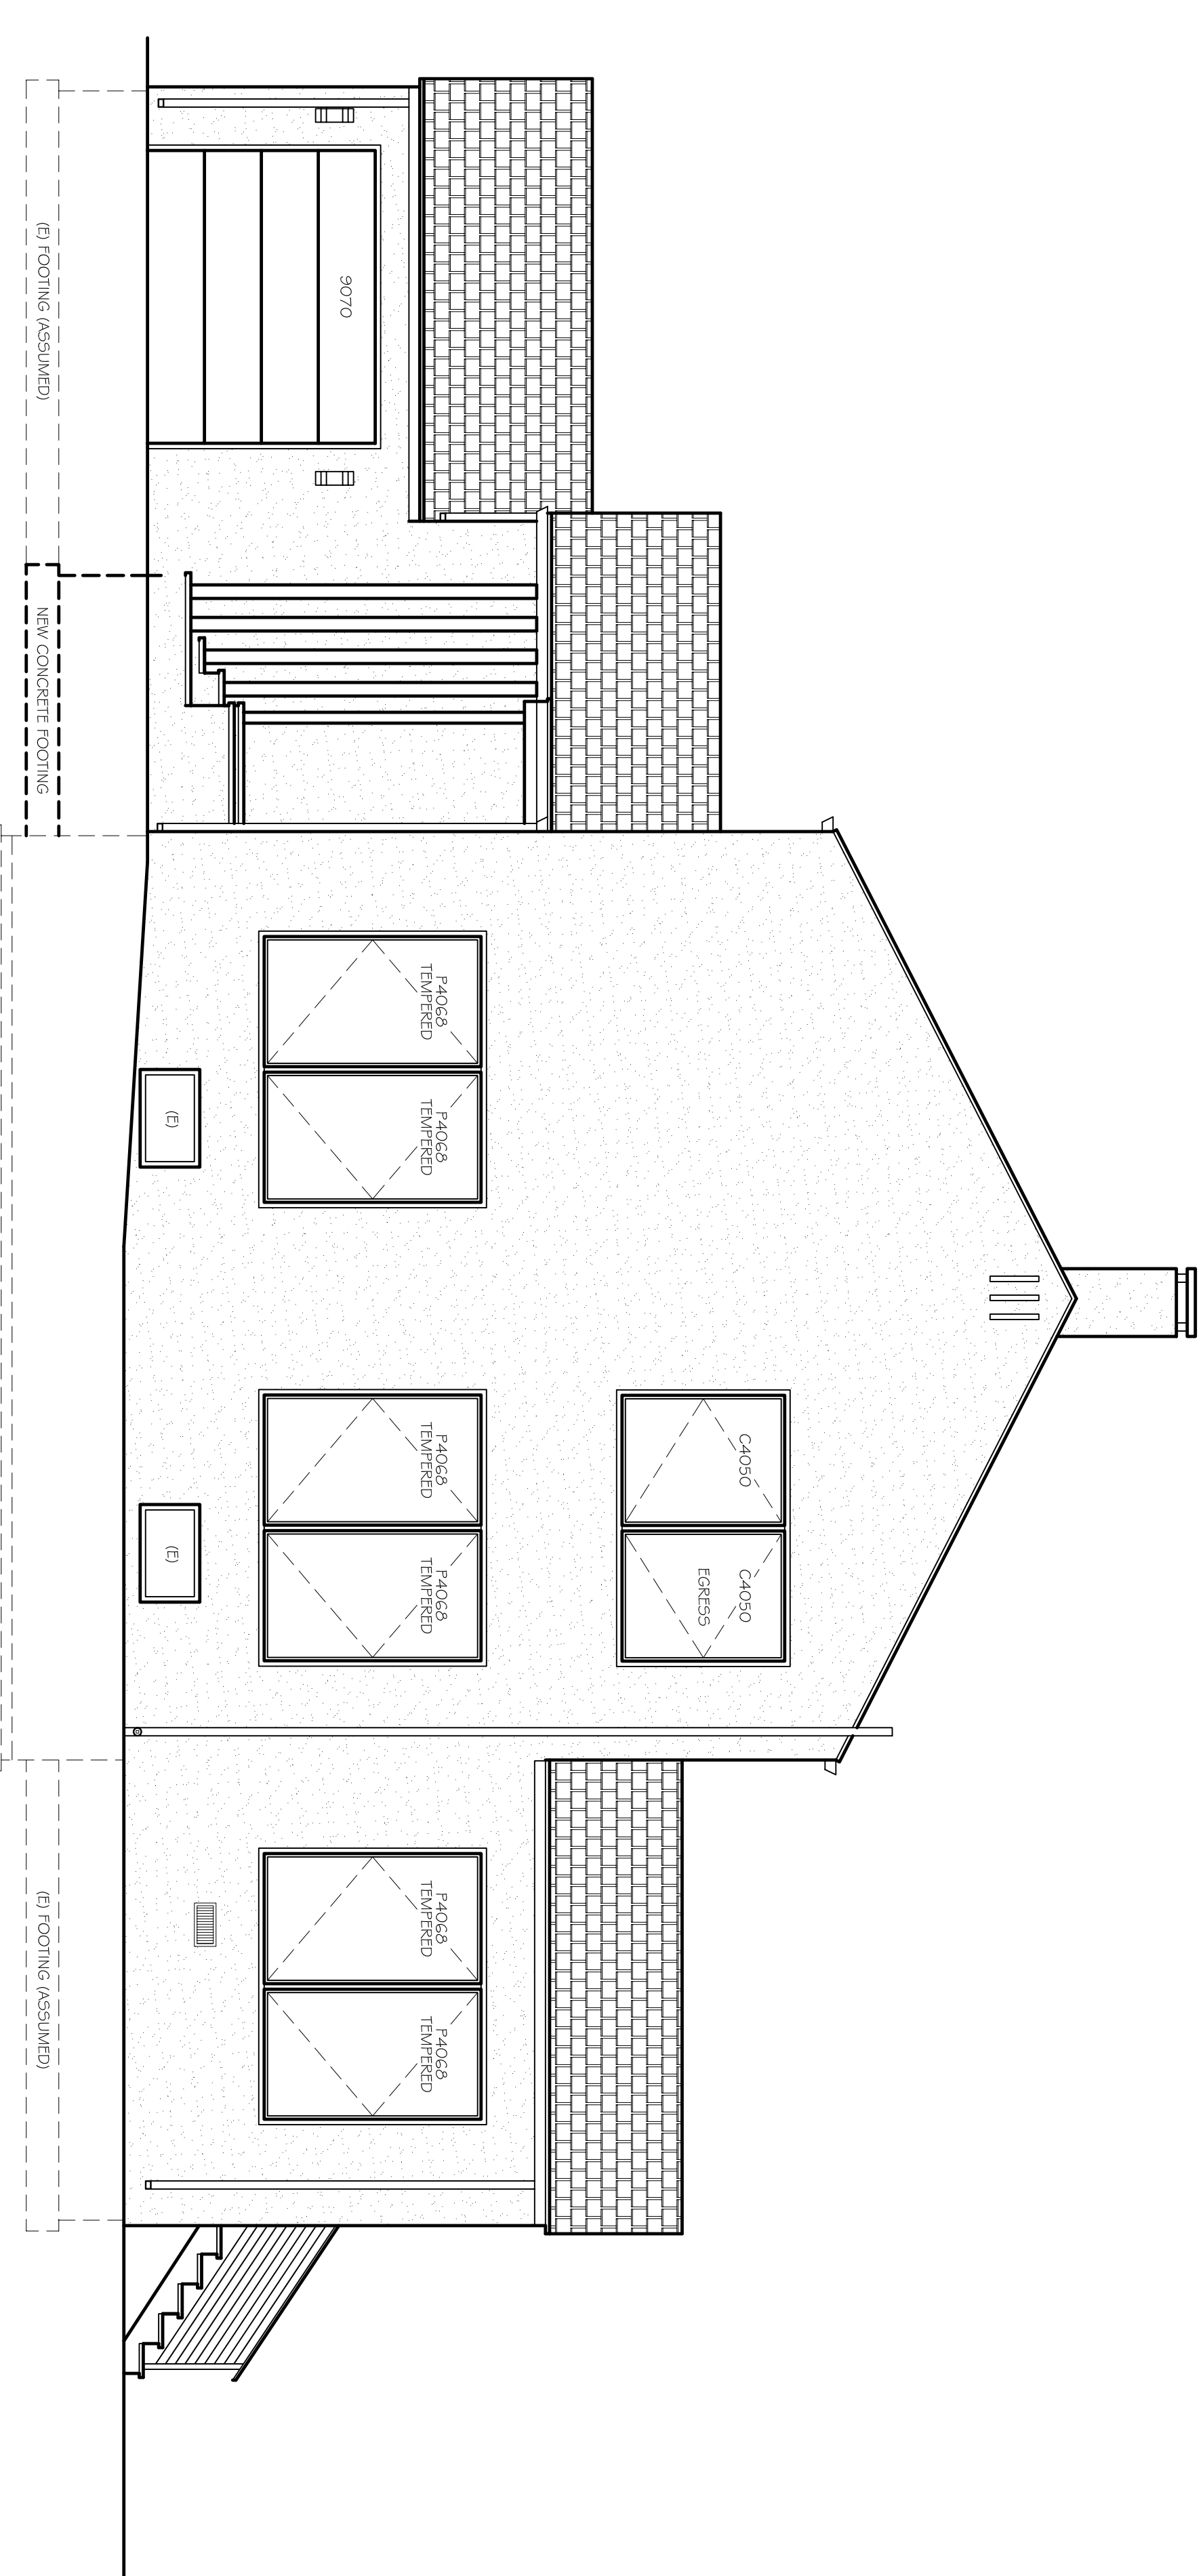 C4050
C4050
EGRESS
9070
P4068
TEMPERED
P4068
TEMPERED
P4068
TEMPERED
P4068
TEMPERED
P4068
TEMPERED
P4068
TEMPERED
(E)
(E)
(E) FOOTING (ASSUMED)
NEW CONCRETE FOOTING
(E) FOOTING (ASSUMED)